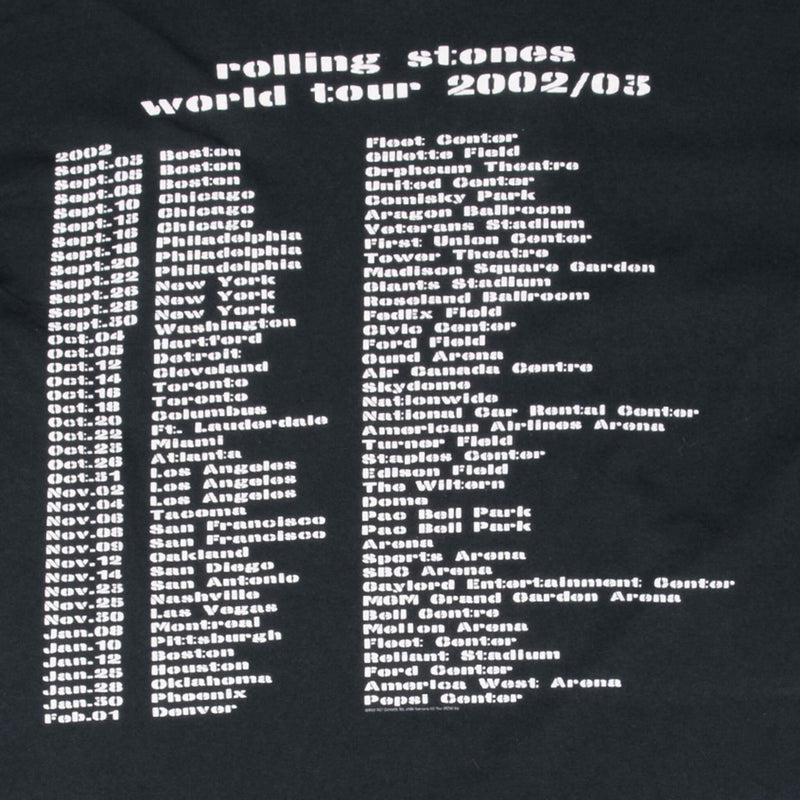 rolling stones
world tour 2002/03
2002
Sept.03 Boston Fleet Center
Sept.05 Boston Gillette Field
Sept.08 Boston Orpheum Theatre
Sept.10 Chicago United Center
Sept.13 Chicago Comisky Park
Sept.16 Chicago Aragon Ballroom
Sept.18 Philadelphia Veterans Stadium
Sept.20 Philadelphia First Union Center
Sept.22 Philadelphia Tower Theatre
Sept.26 New York Madison Square Garden
Sept.28 New York Giants Stadium
Sept.30 New York Roseland Ballroom
Oct.04 Washington FedEx Field
Oct.05 Hartford Civic Center
Oct.12 Detroit Ford Field
Oct.14 Cleveland Gund Arena
Oct.16 Toronto Air Canada Centre
Oct.18 Toronto Skydome
Oct.20 Columbus Nationwide
Oct.22 Ft. Lauderdale National Car Rental Center
Oct.23 Miami American Airlines Arena
Oct.26 Atlanta Turner Field
Oct.31 Los Angeles Staples Center
Nov.02 Los Angeles Edison Field
Nov.04 Los Angeles The Wiltern
Nov.06 Tacoma Dome
Nov.08 San Francisco Pac Bell Park
Nov.09 San Francisco Pac Bell Park
Nov.12 Oakland Arena
Nov.14 San Diego Sports Arena
Nov.23 San Antonio SBC Arena
Nov.25 Nashville Gaylord Entertainment Center
Nov.30 Las Vegas MGM Grand Garden Arena
Jan.08 Montreal Bell Centre
Jan.10 Pittsburgh Mellon Arena
Jan.12 Boston Fleet Center
Jan.25 Houston Reliant Stadium
Jan.28 Oklahoma Ford Center
Jan.30 Phoenix America West Arena
Feb.01 Denver Pepsi Center